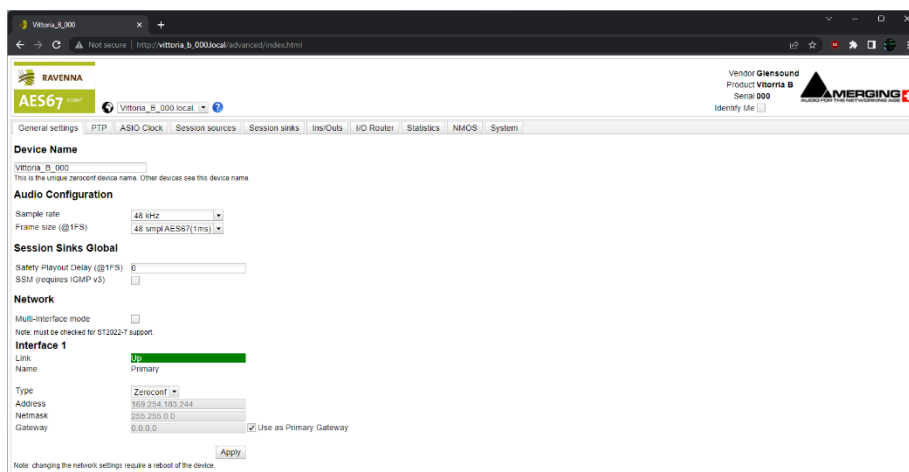 Vittoria_B_000
Not secure | http://vittoria_b_000.local/advanced/index.html
RAVENNA
AES67
Vittoria_B_000.local.
Vendor Glensound
Product Vitorria B
Serial 000
Identify Me
MERGING
AUDIO FOR THE NETWORKING AGE
General settings PTP ASIO Clock Session sources Session sinks Ins/Outs I/O Router Statistics NMOS System
Device Name
Vittoria_B_000
This is the unique zeroconf device name. Other devices see this device name.
Audio Configuration
Sample rate 48 kHz
Frame size (@1FS) 48 smpl AES67(1ms)
Session Sinks Global
Safety Playout Delay (@1FS) 0
SSM (requires IGMP v3)
Network
Multi-Interface mode
Note: must be checked for ST2022-7 support.
Interface 1
Link Up
Name Primary
Type Zeroconf
Address 169.254.183.244
Netmask 255.255.0.0
Gateway 0.0.0.0 Use as Primary Gateway
Apply
Note: changing the network settings require a reboot of the device.